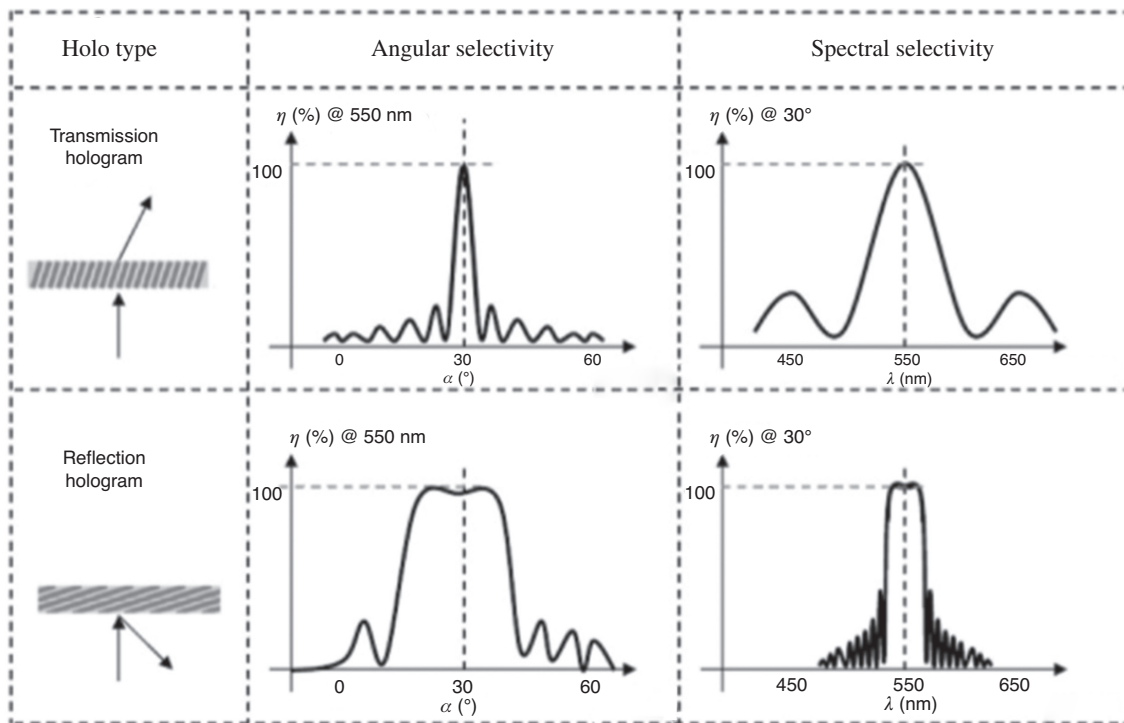 Holo type
Angular selectivity
Spectral selectivity
Transmission
hologram
η (%) @ 550 nm
100
0
30
60
α (°)
η (%) @ 30°
100
450
550
650
λ (nm)
Reflection
hologram
η (%) @ 550 nm
100
0
30
60
α (°)
η (%) @ 30°
100
450
550
650
λ (nm)